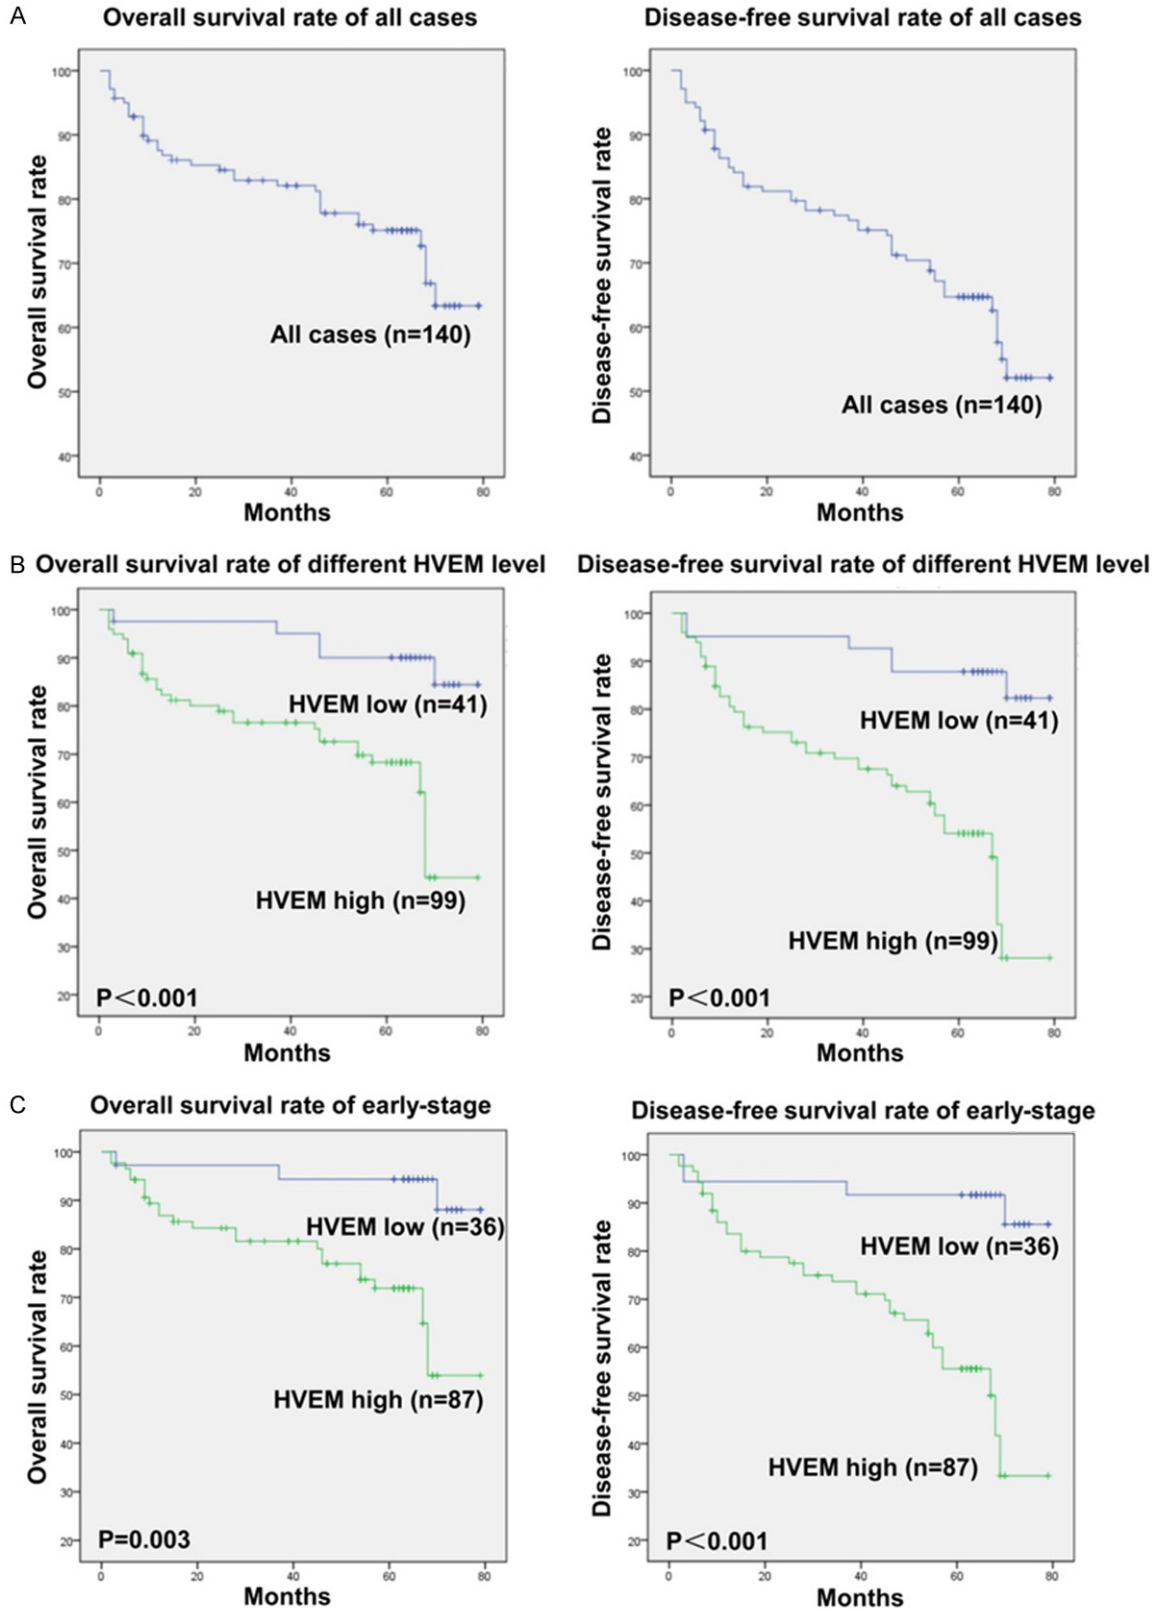 A
Overall survival rate of all cases
Overall survival rate
100
90
80
70
60
50
40
All cases (n=140)
0 20 40 60 80
Months
Disease-free survival rate of all cases
Disease-free survival rate
100
90
80
70
60
50
40
All cases (n=140)
0 20 40 60 80
Months
B
Overall survival rate of different HVEM level
Overall survival rate
100
90
80
70
60
50
40
30
20
HVEM low (n=41)
HVEM high (n=99)
P<0.001
0 20 40 60 80
Months
Disease-free survival rate of different HVEM level
Disease-free survival rate
100
90
80
70
60
50
40
30
20
HVEM low (n=41)
HVEM high (n=99)
P<0.001
0 20 40 60 80
Months
C
Overall survival rate of early-stage
Overall survival rate
100
90
80
70
60
50
40
30
20
HVEM low (n=36)
HVEM high (n=87)
P=0.003
0 20 40 60 80
Months
Disease-free survival rate of early-stage
Disease-free survival rate
100
90
80
70
60
50
40
30
20
HVEM low (n=36)
HVEM high (n=87)
P<0.001
0 20 40 60 80
Months